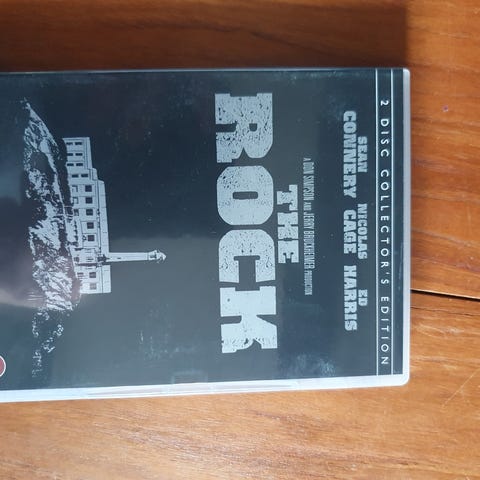 2 DISC COLLECTOR'S EDITION
SEAN NICOLAS ED
CONNERY CAGE HARRIS
A DON SIMPSON AND JERRY BRUCKHEIMER PRODUCTION
THE
ROCK